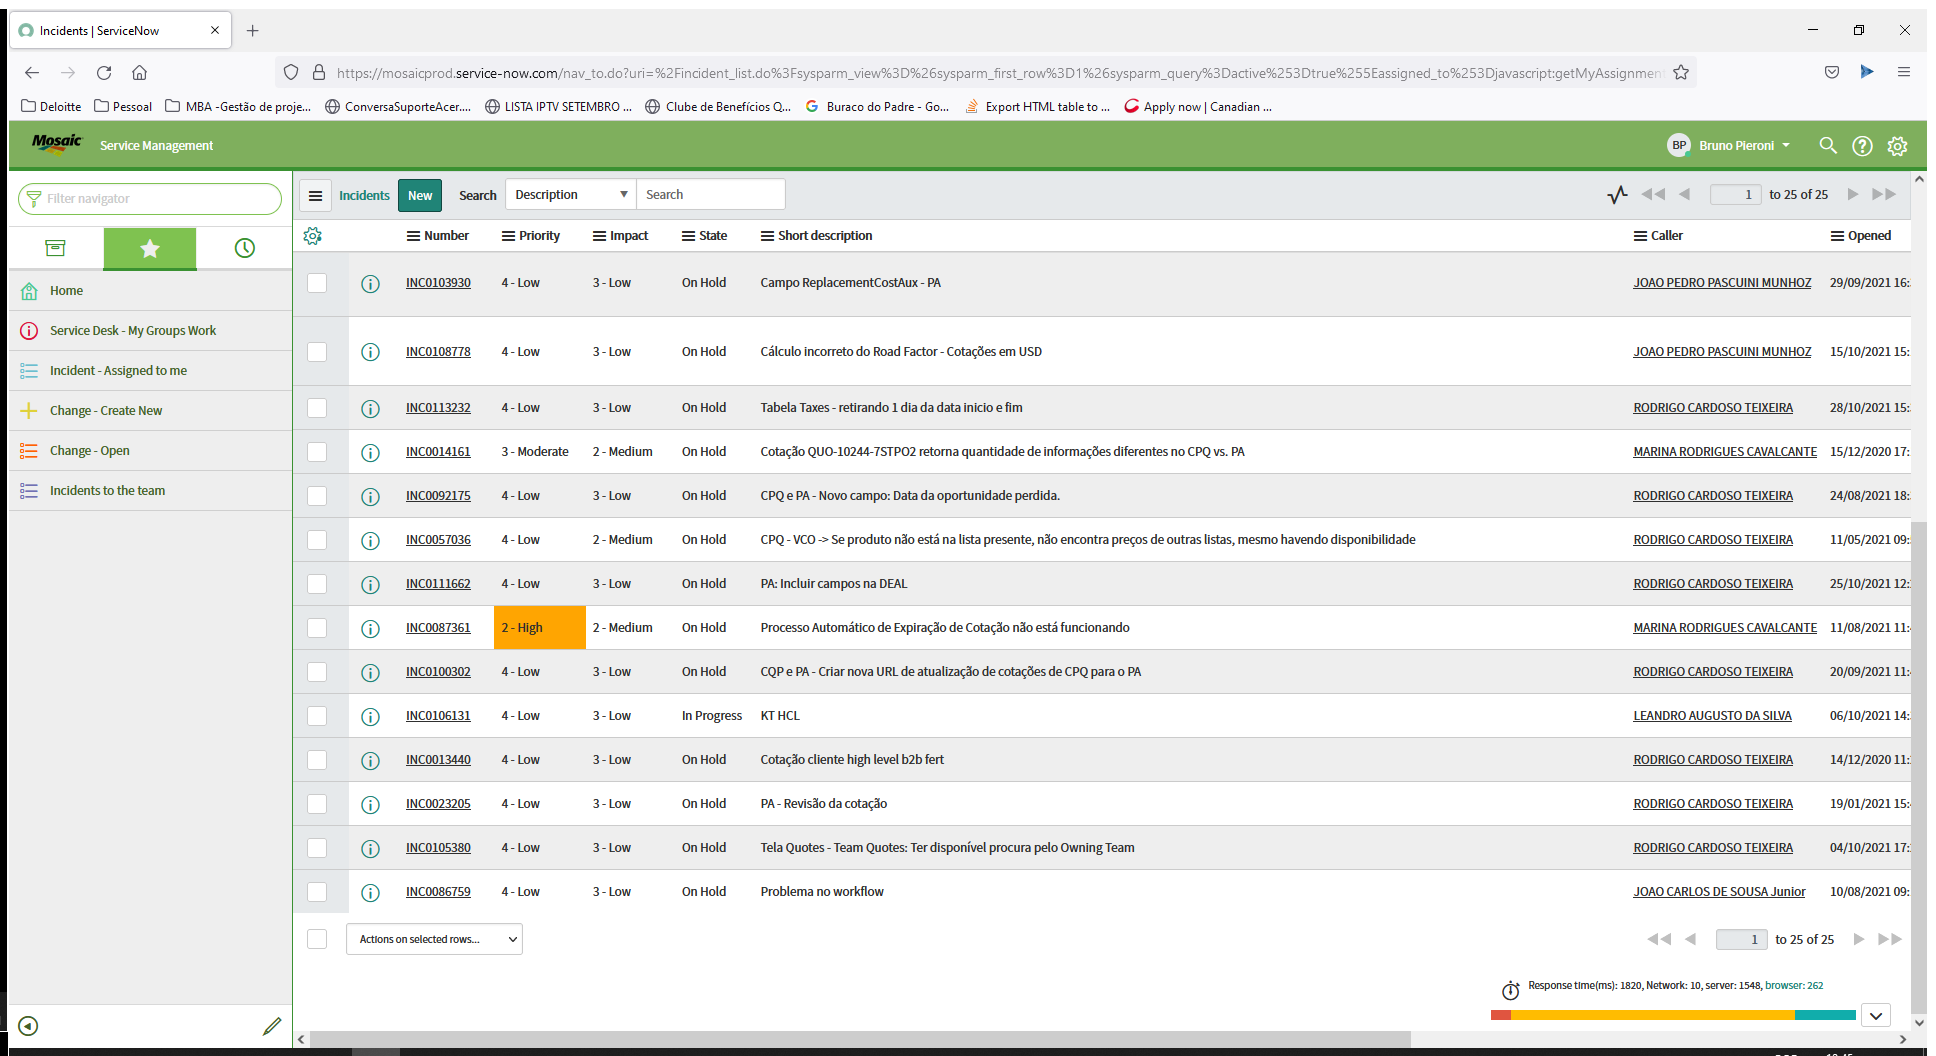 Incidents | ServiceNow
https://mosaicprod.service-now.com/nav_to.do?uri=%2Fincident_list.do%3Fsysparm_view%3D%26sysparm_first_row%3D1%26sysparm_query%3Dactive%253Dtrue%255Eassigned_to%253Djavascript:getMyAssignmen
Deloitte Pessoal MBA -Gestão de proje... ConversaSuporteAcer.... LISTA IPTV SETEMBRO ... Clube de Benefícios Q... Buraco do Padre - Go... Export HTML table to ... Apply now | Canadian ...
Mosaic Service Management BP Bruno Pieroni
Filter navigator
Incidents New Search Description Search 1 to 25 of 25
Number Priority Impact State Short description Caller Opened
Home
Service Desk - My Groups Work
Incident - Assigned to me
Change - Create New
Change - Open
Incidents to the team
INC0103930 4 - Low 3 - Low On Hold Campo ReplacementCostAux - PA JOAO PEDRO PASCUINI MUNHOZ 29/09/2021 16:
INC0108778 4 - Low 3 - Low On Hold Cálculo incorreto do Road Factor - Cotações em USD JOAO PEDRO PASCUINI MUNHOZ 15/10/2021 15:
INC0113232 4 - Low 3 - Low On Hold Tabela Taxes - retirando 1 dia da data inicio e fim RODRIGO CARDOSO TEIXEIRA 28/10/2021 15:
INC0014161 3 - Moderate 2 - Medium On Hold Cotação QUO-10244-7STPO2 retorna quantidade de informações diferentes no CPQ vs. PA MARINA RODRIGUES CAVALCANTE 15/12/2020 17:
INC0092175 4 - Low 3 - Low On Hold CPQ e PA - Novo campo: Data da oportunidade perdida. RODRIGO CARDOSO TEIXEIRA 24/08/2021 18:
INC0057036 4 - Low 2 - Medium On Hold CPQ - VCO -> Se produto não está na lista presente, não encontra preços de outras listas, mesmo havendo disponibilidade RODRIGO CARDOSO TEIXEIRA 11/05/2021 09:
INC0111662 4 - Low 3 - Low On Hold PA: Incluir campos na DEAL RODRIGO CARDOSO TEIXEIRA 25/10/2021 12:
INC0087361 2 - High 2 - Medium On Hold Processo Automático de Expiração de Cotação não está funcionando MARINA RODRIGUES CAVALCANTE 11/08/2021 11:
INC0100302 4 - Low 3 - Low On Hold CQP e PA - Criar nova URL de atualização de cotações de CPQ para o PA RODRIGO CARDOSO TEIXEIRA 20/09/2021 11:
INC0106131 4 - Low 3 - Low In Progress KT HCL LEANDRO AUGUSTO DA SILVA 06/10/2021 14:
INC0013440 4 - Low 3 - Low On Hold Cotação cliente high level b2b fert RODRIGO CARDOSO TEIXEIRA 14/12/2020 11:
INC0023205 4 - Low 3 - Low On Hold PA - Revisão da cotação RODRIGO CARDOSO TEIXEIRA 19/01/2021 15:
INC0105380 4 - Low 3 - Low On Hold Tela Quotes - Team Quotes: Ter disponível procura pelo Owning Team RODRIGO CARDOSO TEIXEIRA 04/10/2021 17:
INC0086759 4 - Low 3 - Low On Hold Problema no workflow JOAO CARLOS DE SOUSA Junior 10/08/2021 09:
Actions on selected rows... 1 to 25 of 25
Response time(ms): 1820, Network: 10, server: 1548, browser: 262